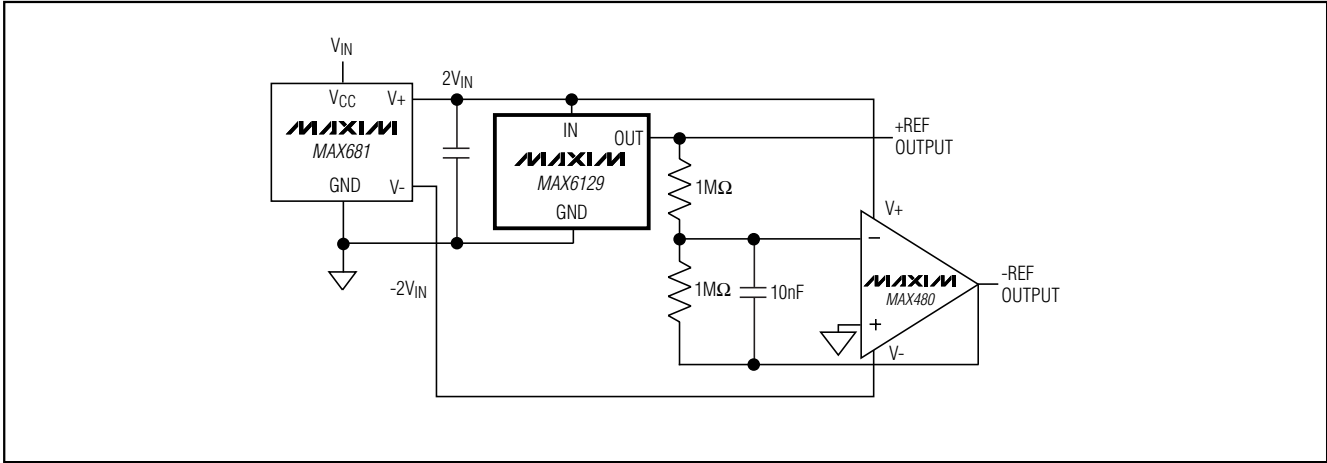 VIN
VCC
V+
MAXIM
MAX681
GND
V-
2VIN
-2VIN
IN
OUT
MAXIM
MAX6129
GND
1MΩ
1MΩ
10nF
+REF
OUTPUT
V+
−
MAXIM
MAX480
+
V-
-REF
OUTPUT